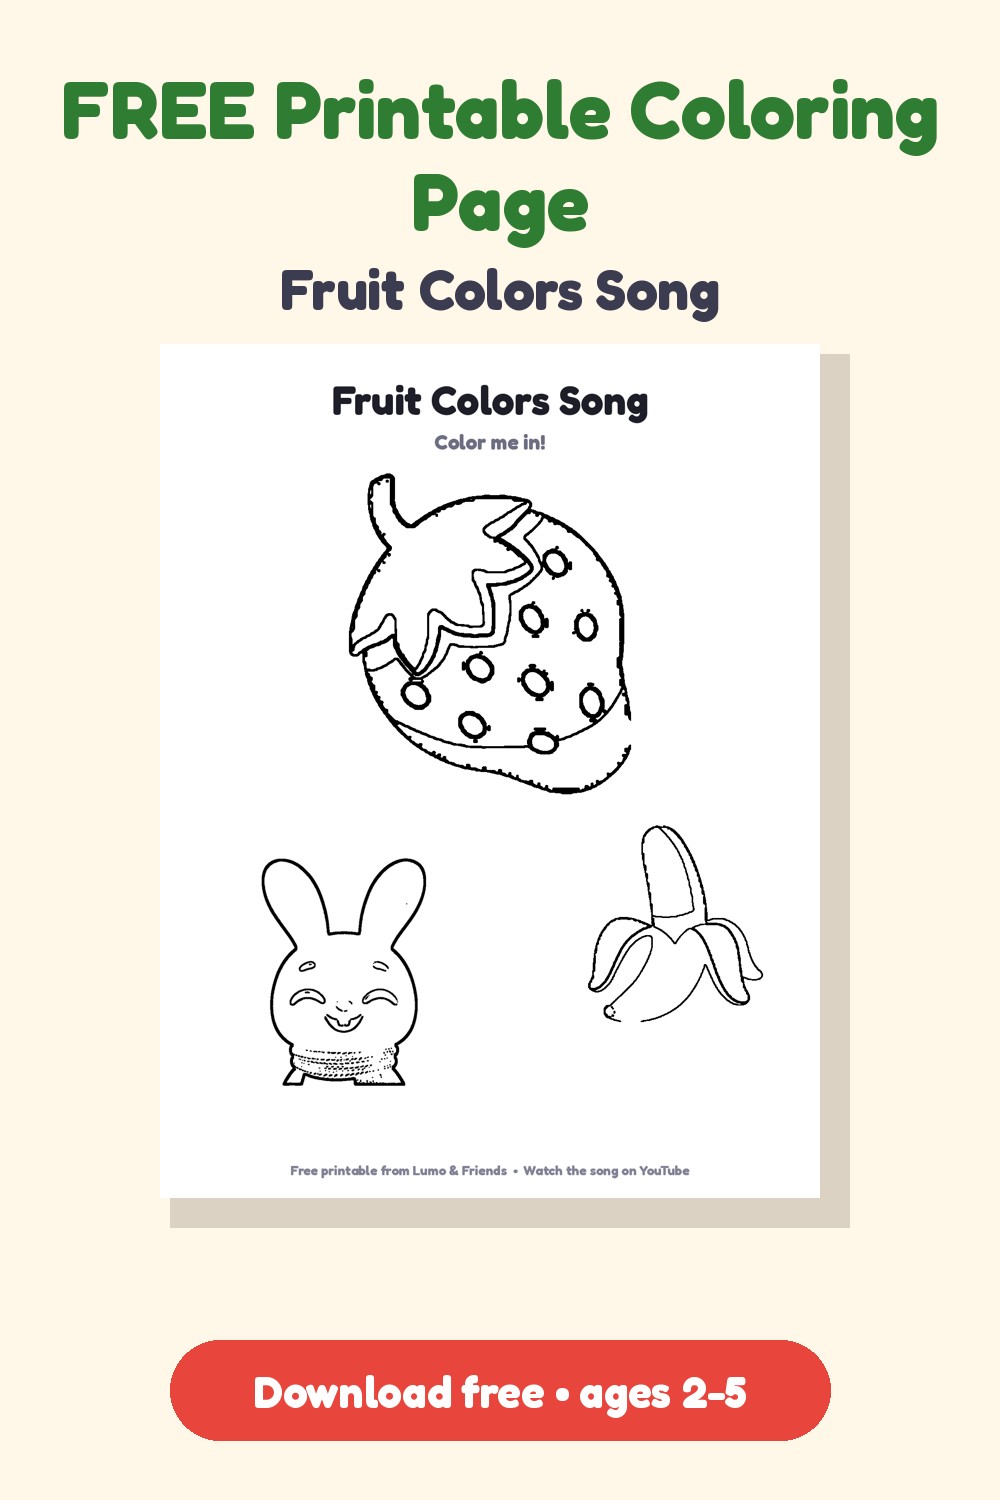 FREE Printable Coloring
Page
Fruit Colors Song
Fruit Colors Song
Color me in!
Free printable from Lumo & Friends • Watch the song on YouTube
Download free • ages 2-5